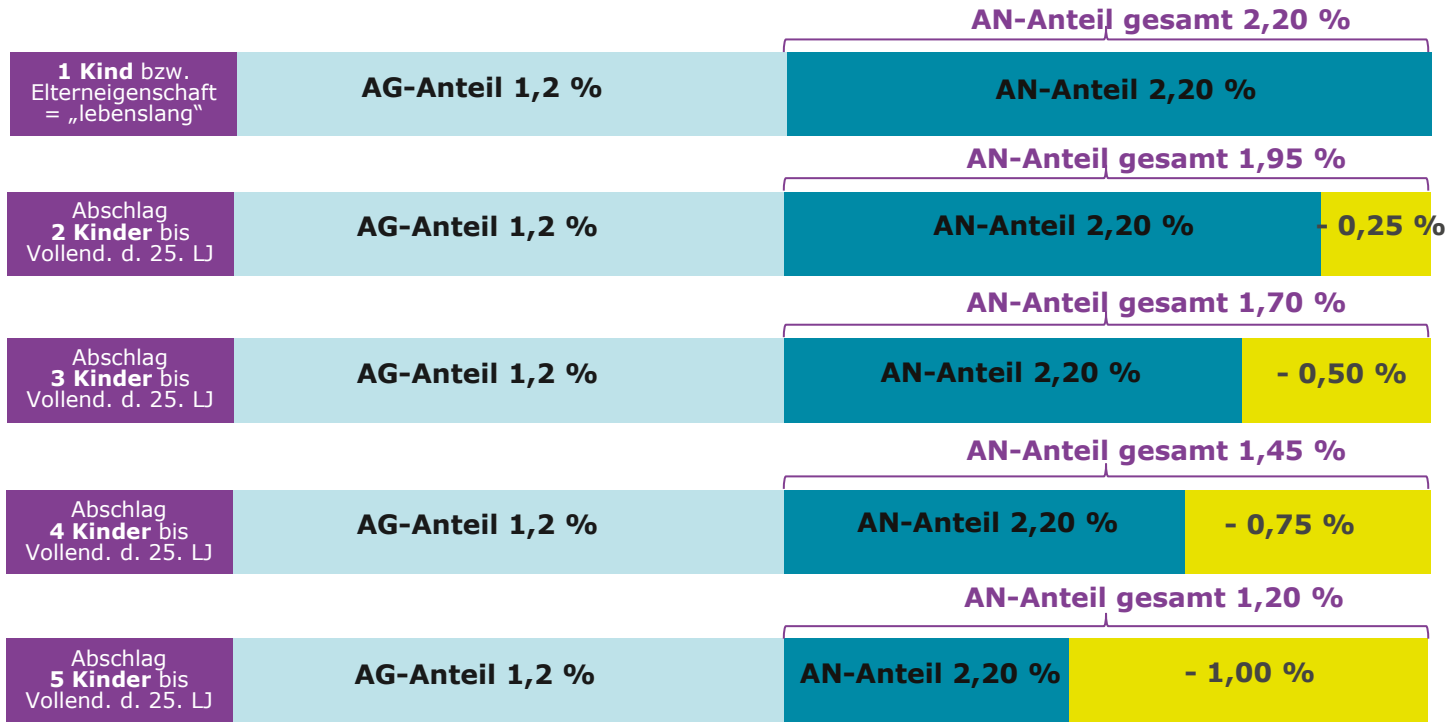 AN-Anteil gesamt 2,20 %
1 Kind bzw.
Elterneigenschaft
= „lebenslang“
AG-Anteil 1,2 %
AN-Anteil 2,20 %
AN-Anteil gesamt 1,95 %
Abschlag
2 Kinder bis
Vollend. d. 25. LJ
AG-Anteil 1,2 %
AN-Anteil 2,20 %
- 0,25 %
AN-Anteil gesamt 1,70 %
Abschlag
3 Kinder bis
Vollend. d. 25. LJ
AG-Anteil 1,2 %
AN-Anteil 2,20 %
- 0,50 %
AN-Anteil gesamt 1,45 %
Abschlag
4 Kinder bis
Vollend. d. 25. LJ
AG-Anteil 1,2 %
AN-Anteil 2,20 %
- 0,75 %
AN-Anteil gesamt 1,20 %
Abschlag
5 Kinder bis
Vollend. d. 25. LJ
AG-Anteil 1,2 %
AN-Anteil 2,20 %
- 1,00 %